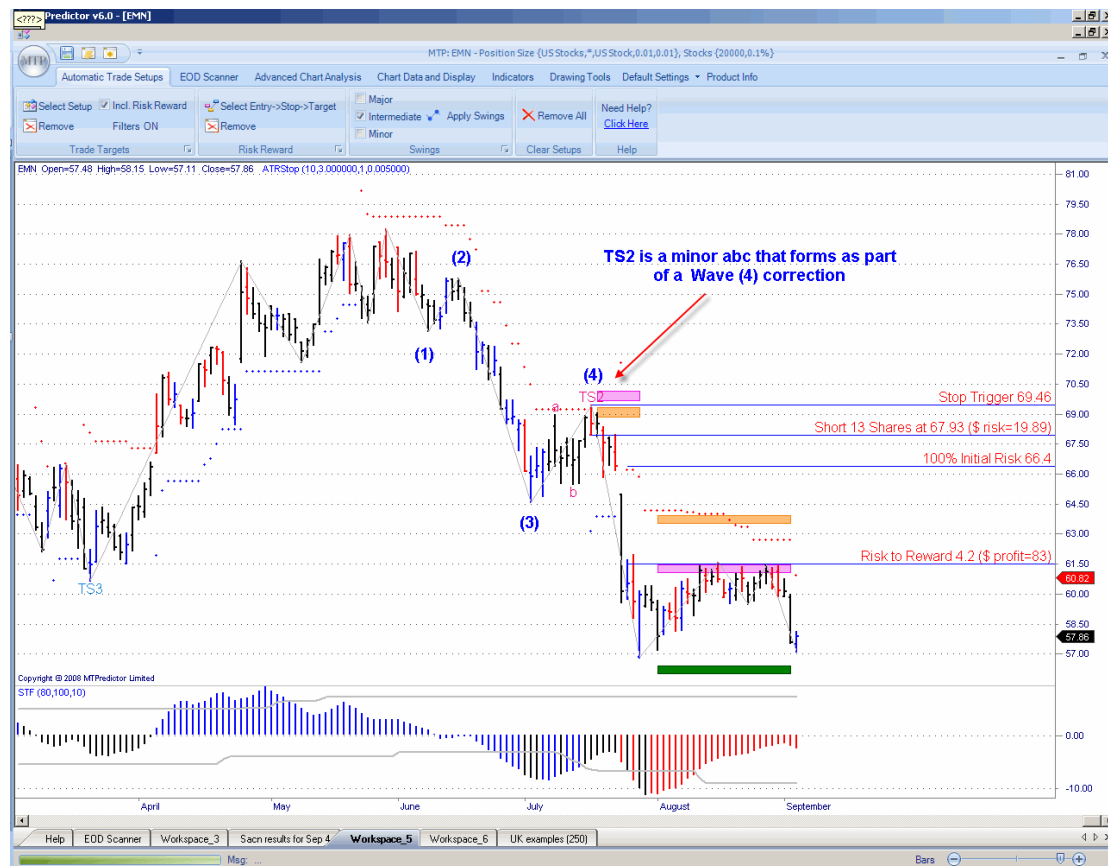 <???>
Predictor v6.0 - [EMN]
MTP
MTP: EMN - Position Size {US Stocks,*,US Stock,0.01,0.01}, Stocks {20000,0.1%}
Automatic Trade Setups EOD Scanner Advanced Chart Analysis Chart Data and Display Indicators Drawing Tools Default Settings Product Info
Select Setup Incl. Risk Reward
Remove Filters ON
Trade Targets
Select Entry->Stop->Target
Remove
Risk Reward
Major
Intermediate Apply Swings
Minor
Swings
Remove All
Clear Setups
Need Help?
Click Here
Help
EMN Open=57.48 High=58.15 Low=57.11 Close=57.86 ATRStop (10,3.000000,1,0.005000)
81.00
79.50
78.00
76.50
75.00
73.50
72.00
70.50
69.00
67.50
66.00
64.50
63.00
61.50
60.82
60.00
58.50
57.86
57.00
(2)
TS2 is a minor abc that forms as part
of a Wave (4) correction
(1)
(4)
TS2
a
b
(3)
TS3
Stop Trigger 69.46
Short 13 Shares at 67.93 ($ risk=19.89)
100% Initial Risk 66.4
Risk to Reward 4.2 ($ profit=83)
Copyright @ 2008 MTPredictor Limited
STF (80,100,10)
0.00
-10.00
April May June July August September
Help EOD Scanner Workspace_3 Sacn results for Sep 4 Workspace_5 Workspace_6 UK examples (250)
Msg: ...
Bars